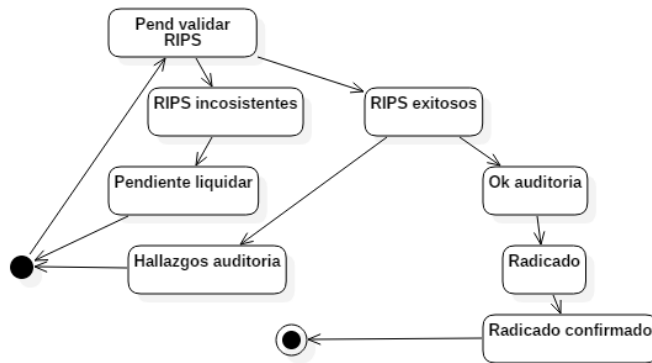 Pend validar
RIPS
RIPS incosistentes
RIPS exitosos
Pendiente liquidar
Ok auditoria
Hallazgos auditoria
Radicado
Radicado confirmado